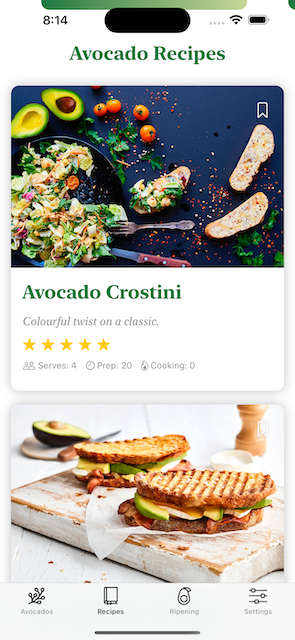 8:14
Avocado Recipes
Avocado Crostini
Colourful twist on a classic.
Serves: 4 Prep: 20 Cooking: 0
Avocados Recipes Ripening Settings